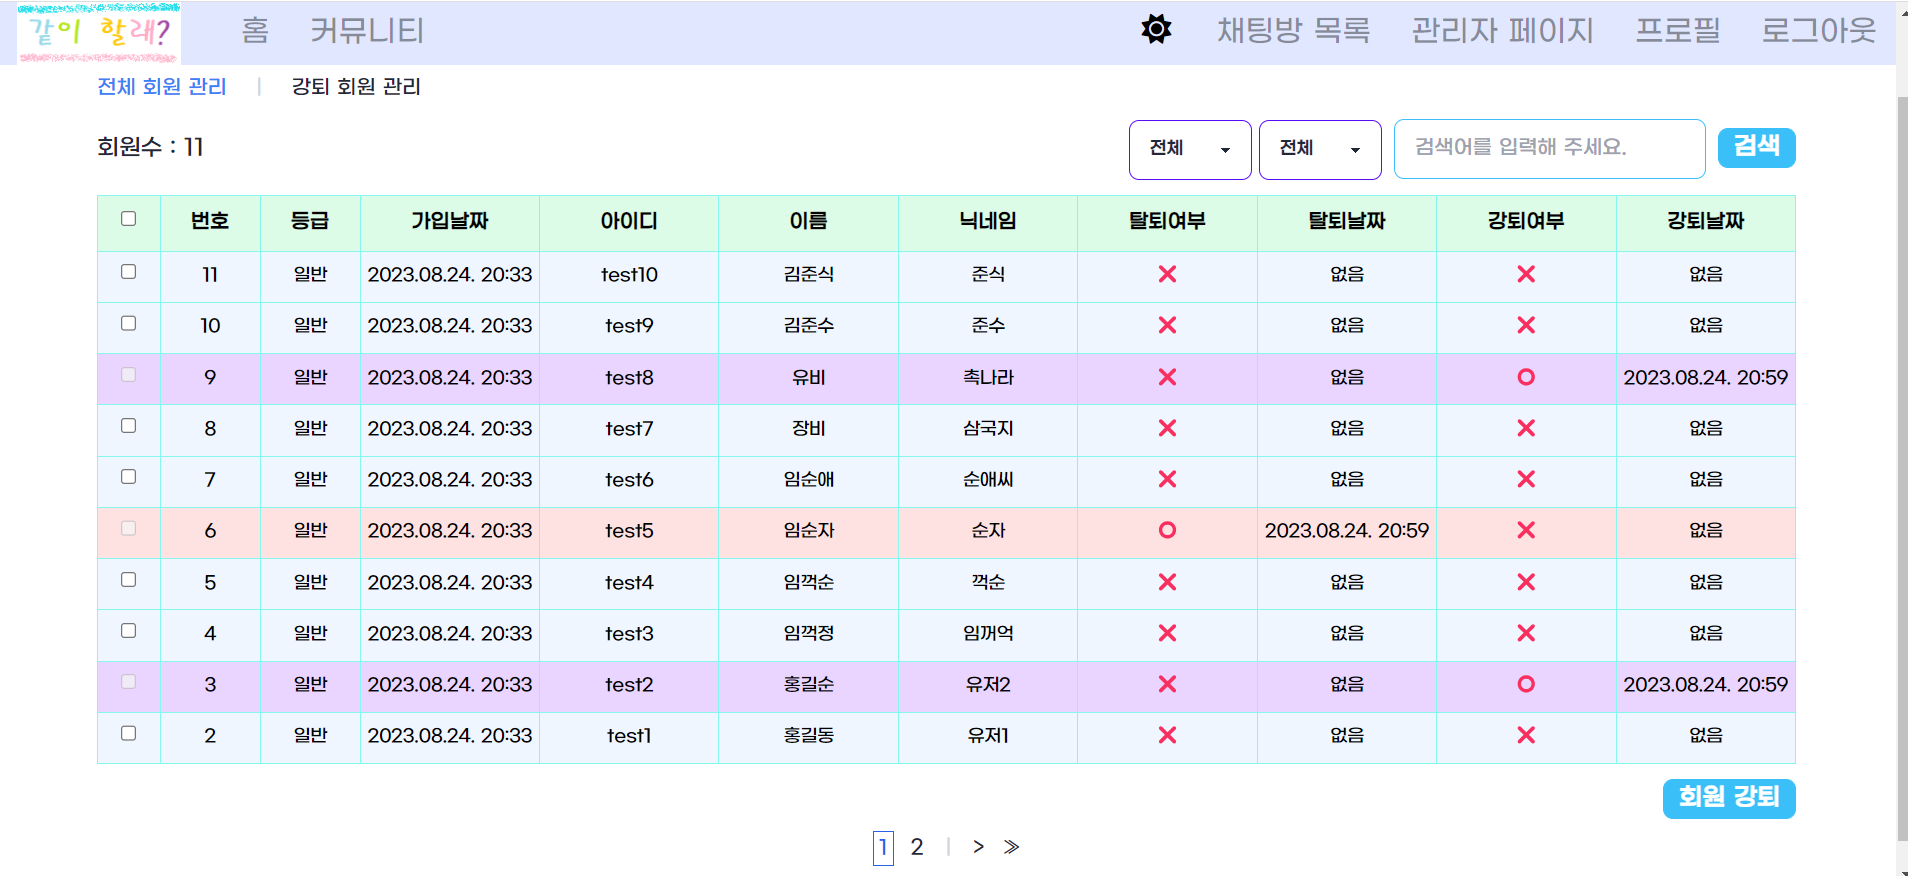 같이 할래? 홈 커뮤니티 채팅방 목록 관리자 페이지 프로필 로그아웃
전체 회원 관리 | 강퇴 회원 관리
회원수 : 11 전체 전체 검색어를 입력해 주세요. 검색
번호 등급 가입날짜 아이디 이름 닉네임 탈퇴여부 탈퇴날짜 강퇴여부 강퇴날짜
11 일반 2023.08.24. 20:33 test10 김준식 준식 없음 없음
10 일반 2023.08.24. 20:33 test9 김준수 준수 없음 없음
9 일반 2023.08.24. 20:33 test8 유비 촉나라 없음 2023.08.24. 20:59
8 일반 2023.08.24. 20:33 test7 장비 삼국지 없음 없음
7 일반 2023.08.24. 20:33 test6 임순애 순애씨 없음 없음
6 일반 2023.08.24. 20:33 test5 임순자 순자 2023.08.24. 20:59 없음
5 일반 2023.08.24. 20:33 test4 임꺽순 꺽순 없음 없음
4 일반 2023.08.24. 20:33 test3 임꺽정 임꺼억 없음 없음
3 일반 2023.08.24. 20:33 test2 홍길순 유저2 없음 2023.08.24. 20:59
2 일반 2023.08.24. 20:33 test1 홍길동 유저1 없음 없음
회원 강퇴
1 2 | > ≫